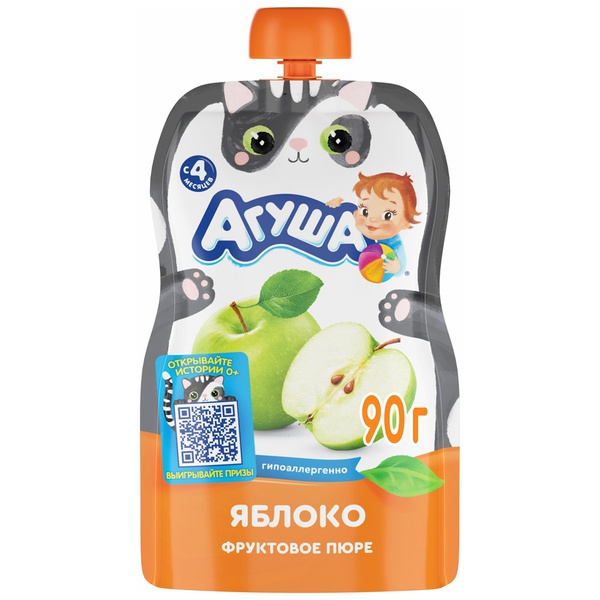 с 4
месяцев
АГУША
ОТКРЫВАЙТЕ
ИСТОРИИ 0+
ВЫИГРЫВАЙТЕ ПРИЗЫ
90 г
гипоаллергенно
ЯБЛОКО
ФРУКТОВОЕ ПЮРЕ